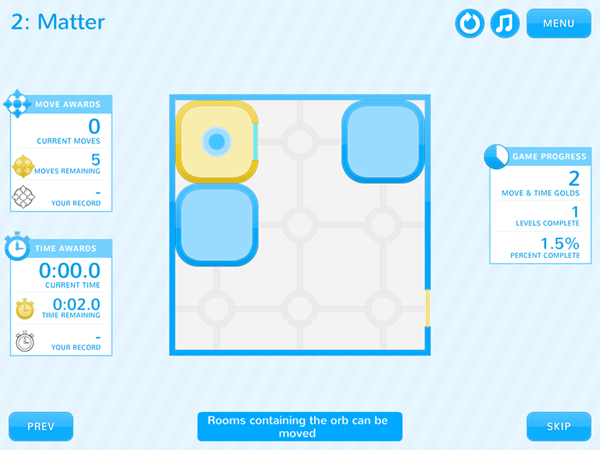 2: Matter
MENU
MOVE AWARDS
0
CURRENT MOVES
5
MOVES REMAINING
-
YOUR RECORD
TIME AWARDS
0:00.0
CURRENT TIME
0:02.0
TIME REMAINING
-
YOUR RECORD
GAME PROGRESS
2
MOVE & TIME GOLDS
1
LEVELS COMPLETE
1.5%
PERCENT COMPLETE
PREV
Rooms containing the orb can be
moved
SKIP